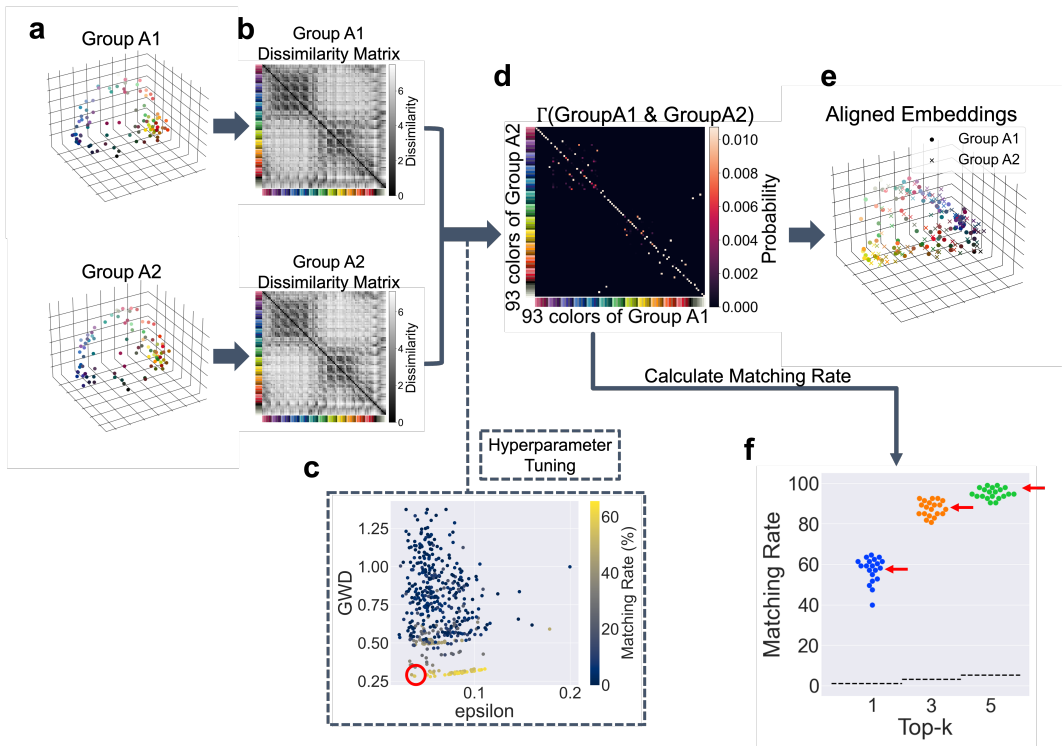 a
Group A1
b
Group A1
Dissimilarity Matrix
Dissimilarity
6
4
2
0
Group A2
Group A2
Dissimilarity Matrix
Dissimilarity
6
4
2
0
d
Γ(GroupA1 & GroupA2)
93 colors of Group A2
93 colors of Group A1
0.010
0.008
0.006
0.004
0.002
0.000
Probability
e
Aligned Embeddings
Group A1
Group A2
Calculate Matching Rate
Hyperparameter
Tuning
c
GWD
1.25
1.00
0.75
0.50
0.25
0.1
0.2
epsilon
60
40
20
0
Matching Rate (%)
f
Matching Rate
100
80
60
40
20
0
1
3
5
Top-k